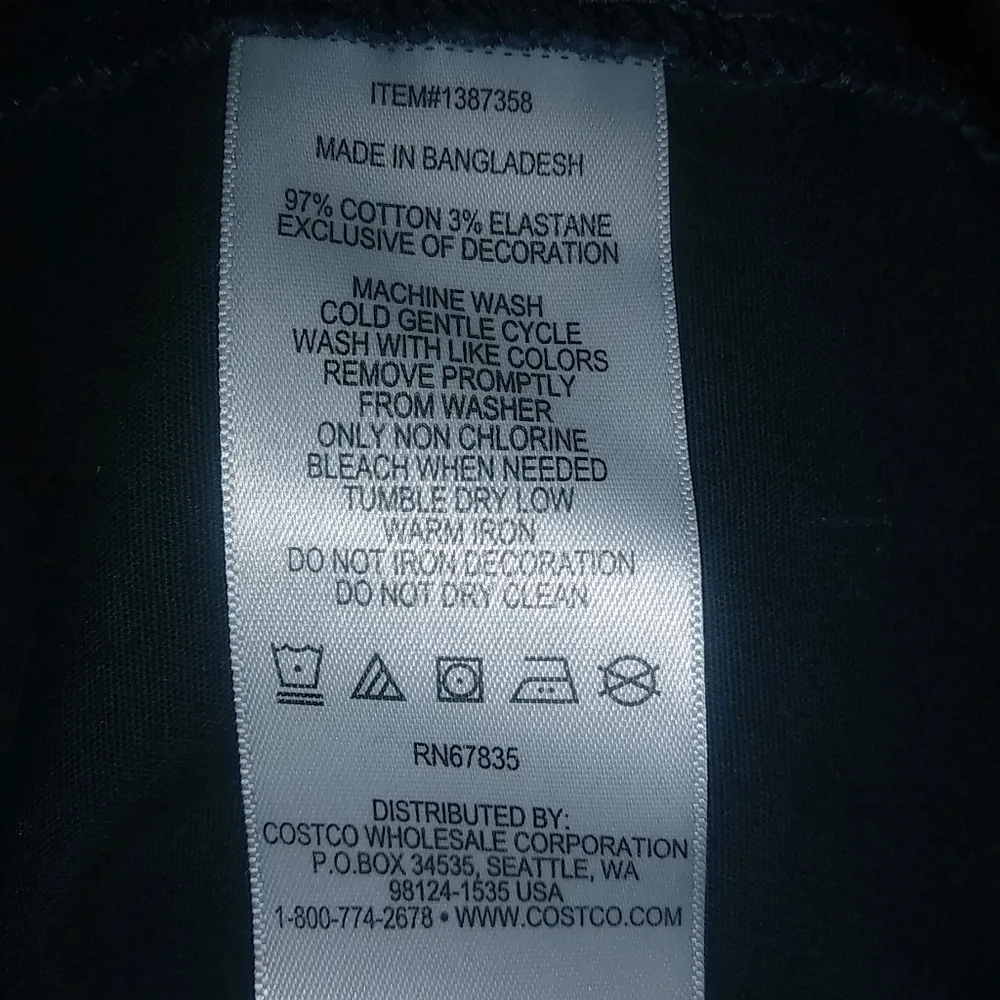 ITEM#1387358
MADE IN BANGLADESH
97% COTTON 3% ELASTANE
EXCLUSIVE OF DECORATION
MACHINE WASH
COLD GENTLE CYCLE
WASH WITH LIKE COLORS
REMOVE PROMPTLY
FROM WASHER
ONLY NON CHLORINE
BLEACH WHEN NEEDED
TUMBLE DRY LOW
WARM IRON
DO NOT IRON DECORATION
DO NOT DRY CLEAN
RN67835
DISTRIBUTED BY:
COSTCO WHOLESALE CORPORATION
P.O.BOX 34535, SEATTLE, WA
98124-1535 USA
1-800-774-2678 • WWW.COSTCO.COM